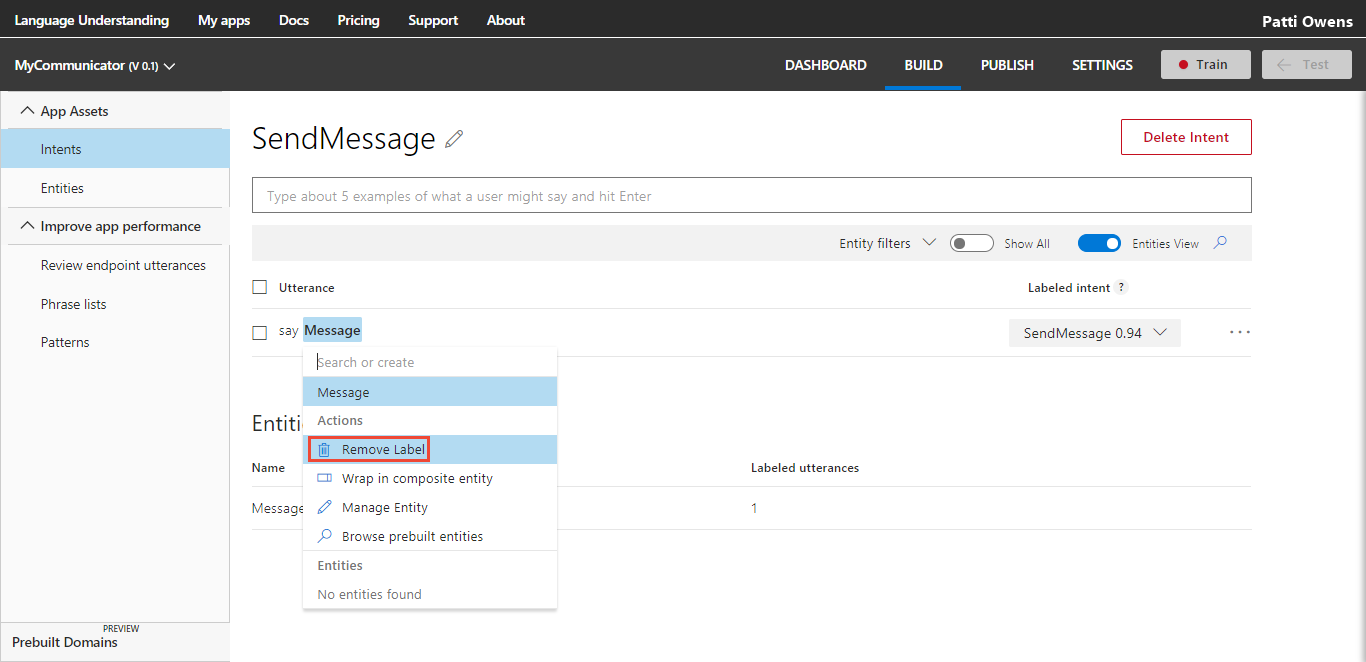 Language Understanding My apps Docs Pricing Support About Patti Owens
MyCommunicator (V 0.1) DASHBOARD BUILD PUBLISH SETTINGS Train Test
App Assets
Intents
Entities
Improve app performance
Review endpoint utterances
Phrase lists
Patterns
PREVIEW
Prebuilt Domains
SendMessage Delete Intent
Type about 5 examples of what a user might say and hit Enter
Entity filters Show All Entities View
Utterance Labeled intent ?
say Message SendMessage 0.94 ...
Search or create
Message
Actions
Remove Label
Wrap in composite entity
Manage Entity
Browse prebuilt entities
Entities
No entities found
Entiti
Name Labeled utterances
Message 1